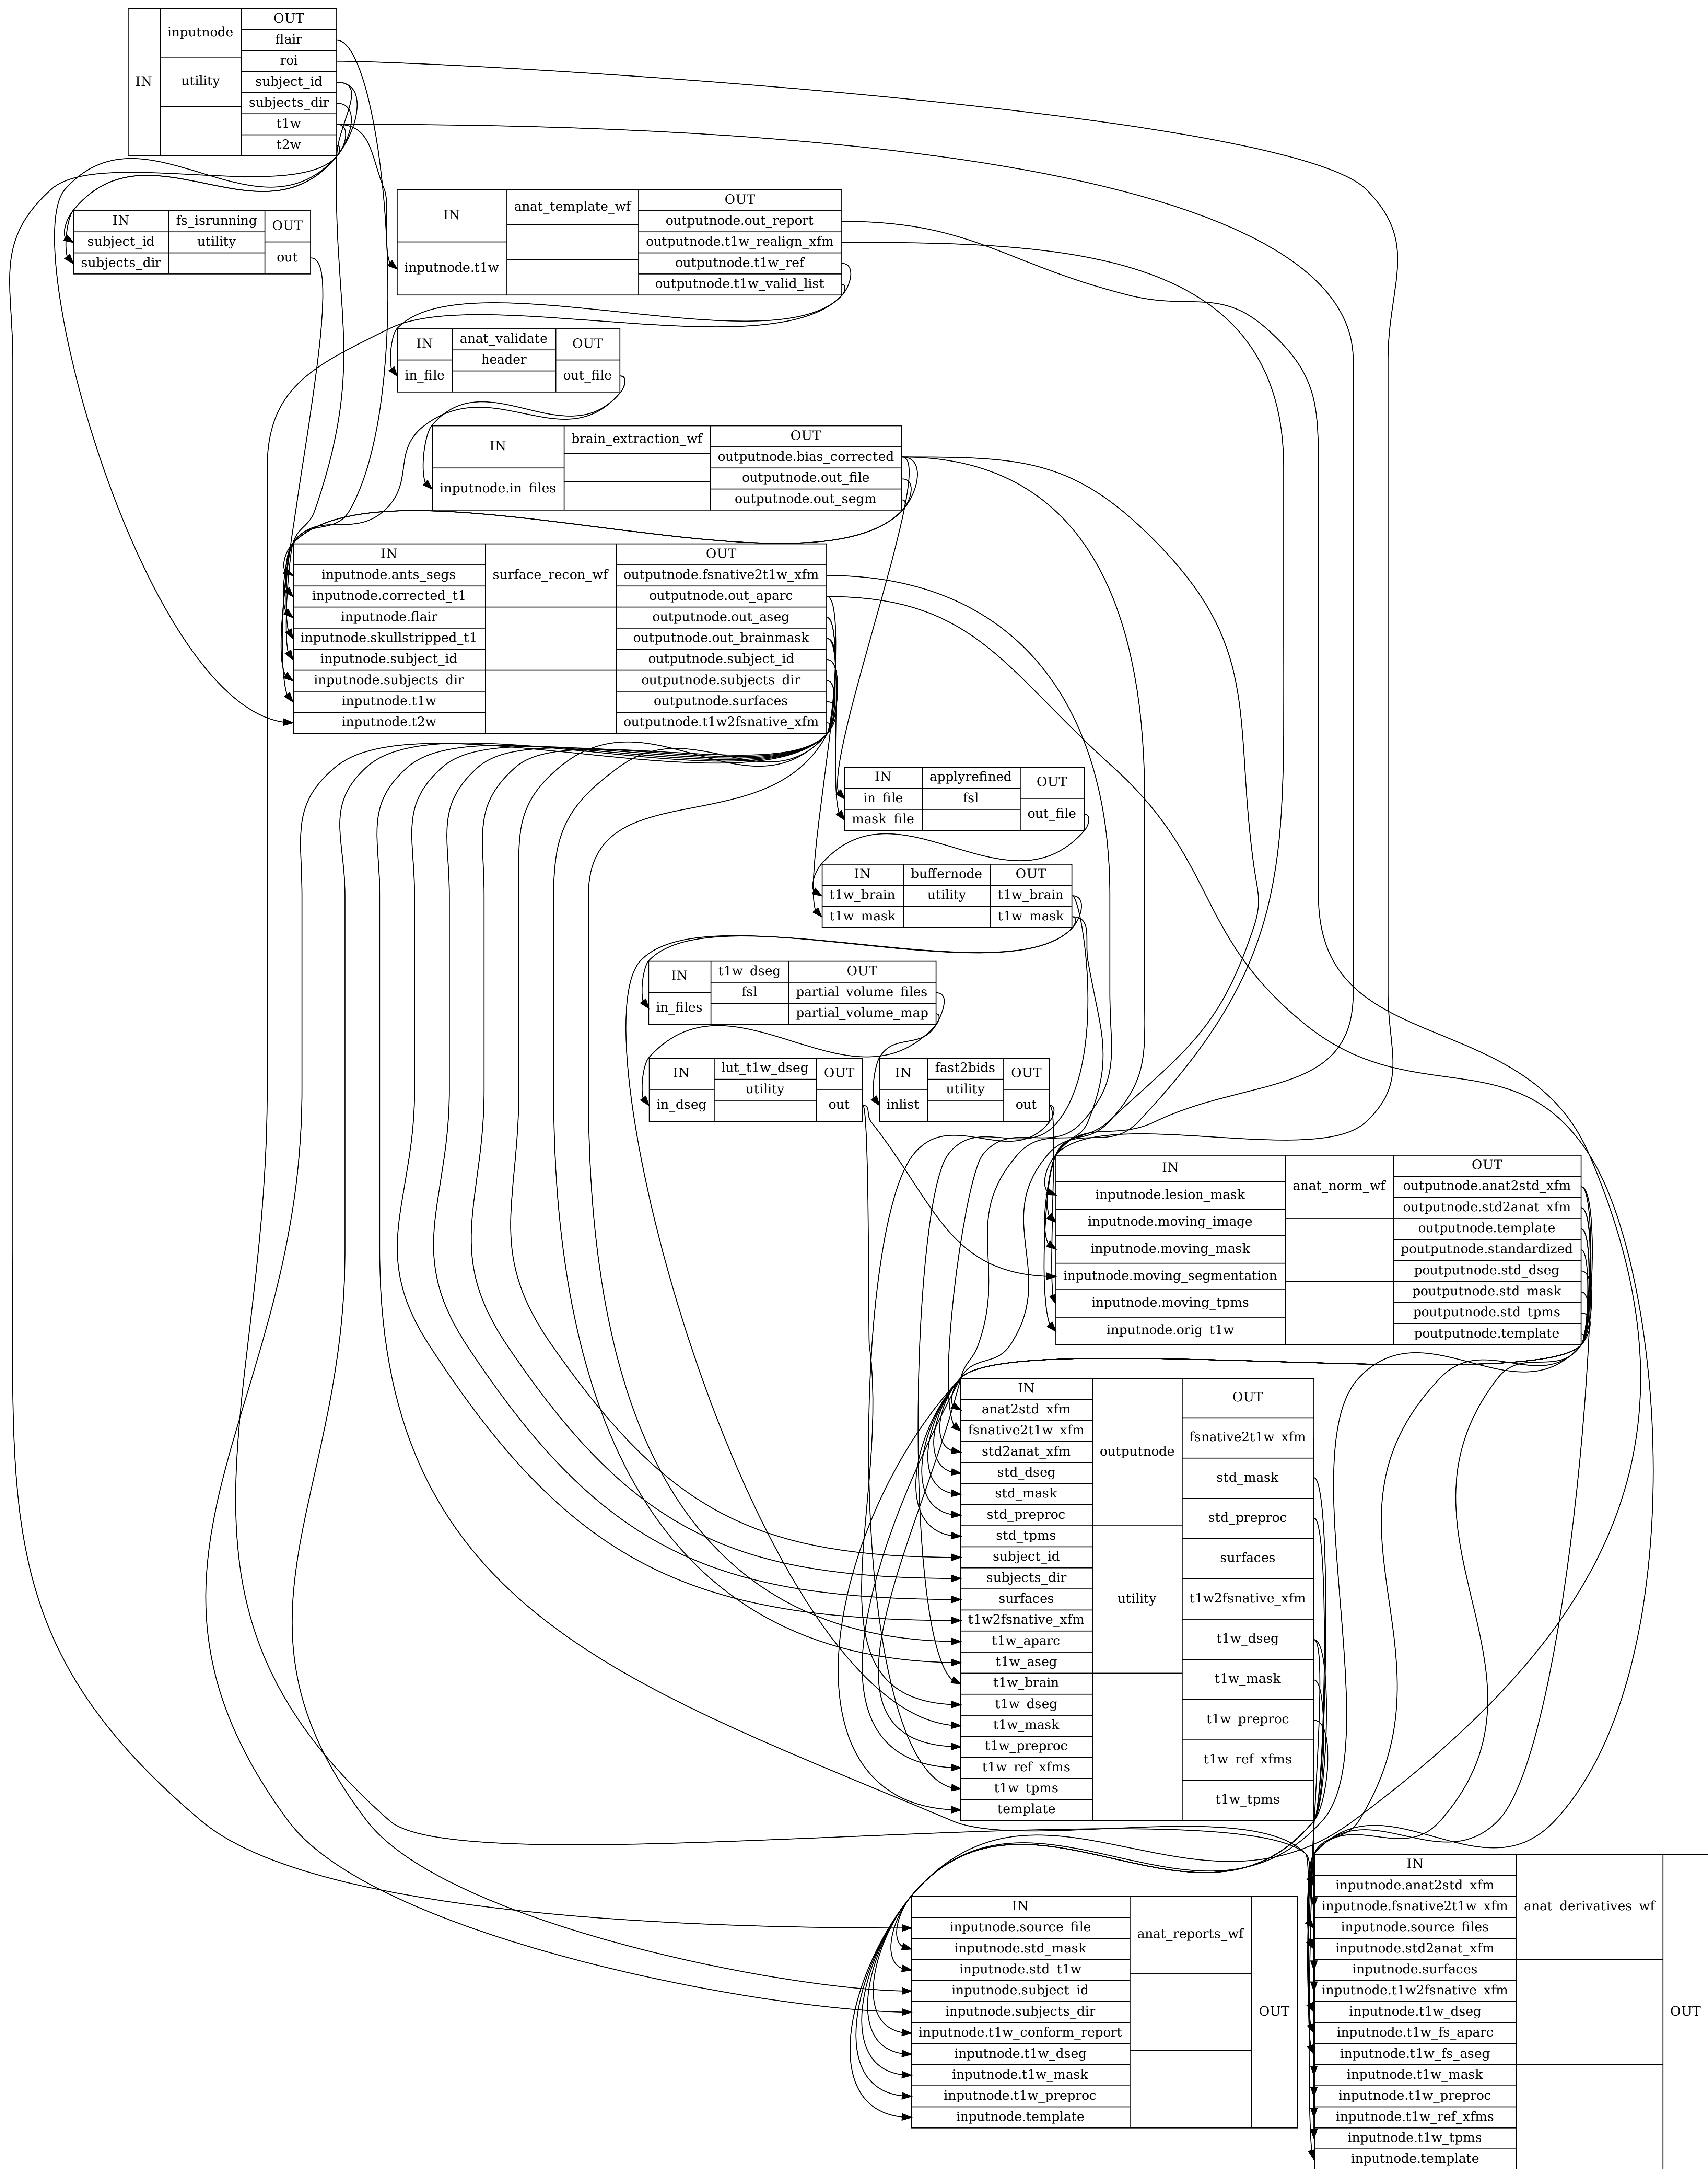 IN
inputnode
utility
OUT
flair
roi
subject_id
subjects_dir
t1w
t2w
IN
subject_id
subjects_dir
fs_isrunning
utility
OUT
out
IN
inputnode.t1w
anat_template_wf
OUT
outputnode.out_report
outputnode.t1w_realign_xfm
outputnode.t1w_ref
outputnode.t1w_valid_list
IN
in_file
anat_validate
header
OUT
out_file
IN
inputnode.in_files
brain_extraction_wf
OUT
outputnode.bias_corrected
outputnode.out_file
outputnode.out_segm
IN
inputnode.ants_segs
inputnode.corrected_t1
inputnode.flair
inputnode.skullstripped_t1
inputnode.subject_id
inputnode.subjects_dir
inputnode.t1w
inputnode.t2w
surface_recon_wf
OUT
outputnode.fsnative2t1w_xfm
outputnode.out_aparc
outputnode.out_aseg
outputnode.out_brainmask
outputnode.subject_id
outputnode.subjects_dir
outputnode.surfaces
outputnode.t1w2fsnative_xfm
IN
in_file
mask_file
applyrefined
fsl
OUT
out_file
IN
t1w_brain
t1w_mask
buffernode
utility
OUT
t1w_brain
t1w_mask
IN
in_files
t1w_dseg
fsl
OUT
partial_volume_files
partial_volume_map
IN
in_dseg
lut_t1w_dseg
utility
OUT
out
IN
inlist
fast2bids
utility
OUT
out
IN
inputnode.lesion_mask
inputnode.moving_image
inputnode.moving_mask
inputnode.moving_segmentation
inputnode.moving_tpms
inputnode.orig_t1w
anat_norm_wf
OUT
outputnode.anat2std_xfm
outputnode.std2anat_xfm
outputnode.template
poutputnode.standardized
poutputnode.std_dseg
poutputnode.std_mask
poutputnode.std_tpms
poutputnode.template
IN
anat2std_xfm
fsnative2t1w_xfm
std2anat_xfm
std_dseg
std_mask
std_preproc
std_tpms
subject_id
subjects_dir
surfaces
t1w2fsnative_xfm
t1w_aparc
t1w_aseg
t1w_brain
t1w_dseg
t1w_mask
t1w_preproc
t1w_ref_xfms
t1w_tpms
template
outputnode
utility
OUT
fsnative2t1w_xfm
std_mask
std_preproc
surfaces
t1w2fsnative_xfm
t1w_dseg
t1w_mask
t1w_preproc
t1w_ref_xfms
t1w_tpms
IN
inputnode.source_file
inputnode.std_mask
inputnode.std_t1w
inputnode.subject_id
inputnode.subjects_dir
inputnode.t1w_conform_report
inputnode.t1w_dseg
inputnode.t1w_mask
inputnode.t1w_preproc
inputnode.template
anat_reports_wf
OUT
IN
inputnode.anat2std_xfm
inputnode.fsnative2t1w_xfm
inputnode.source_files
inputnode.std2anat_xfm
inputnode.surfaces
inputnode.t1w2fsnative_xfm
inputnode.t1w_dseg
inputnode.t1w_fs_aparc
inputnode.t1w_fs_aseg
inputnode.t1w_mask
inputnode.t1w_preproc
inputnode.t1w_ref_xfms
inputnode.t1w_tpms
inputnode.template
anat_derivatives_wf
OUT